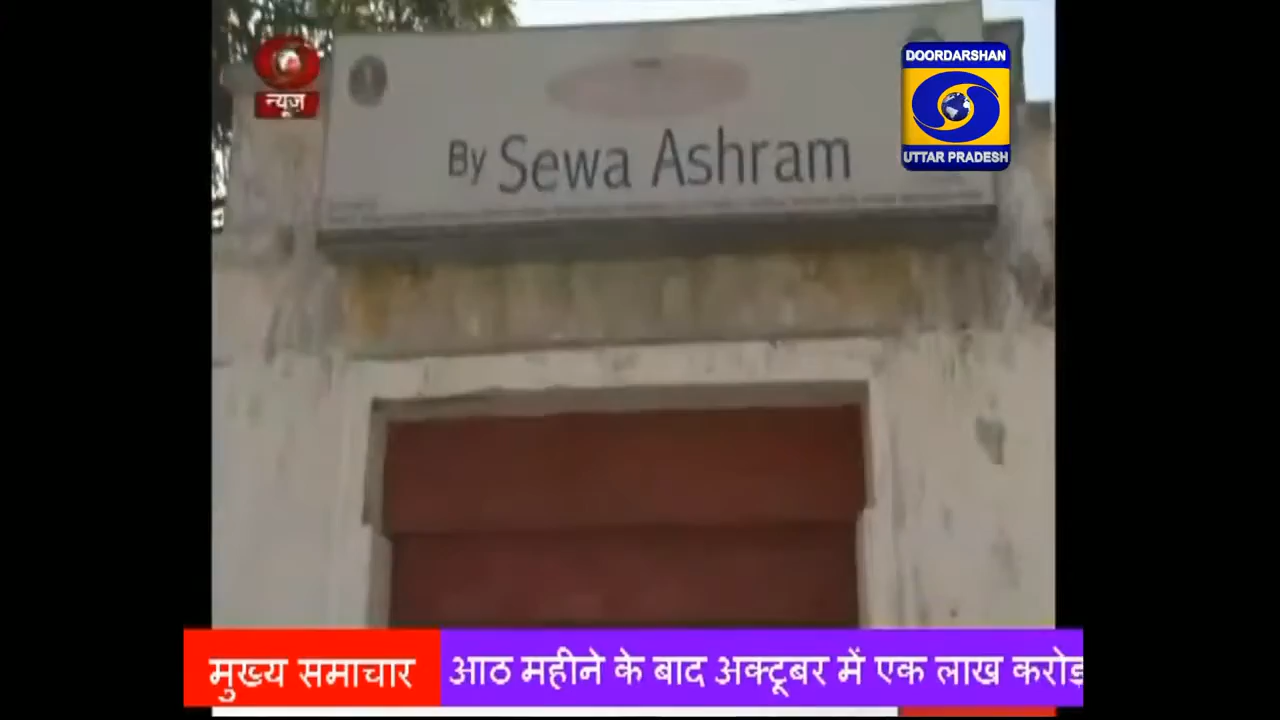 न्यूज़
DOORDARSHAN
UTTAR PRADESH
By Sewa Ashram
मुख्य समाचार
आठ महीने के बाद अक्टूबर में एक लाख करोड़